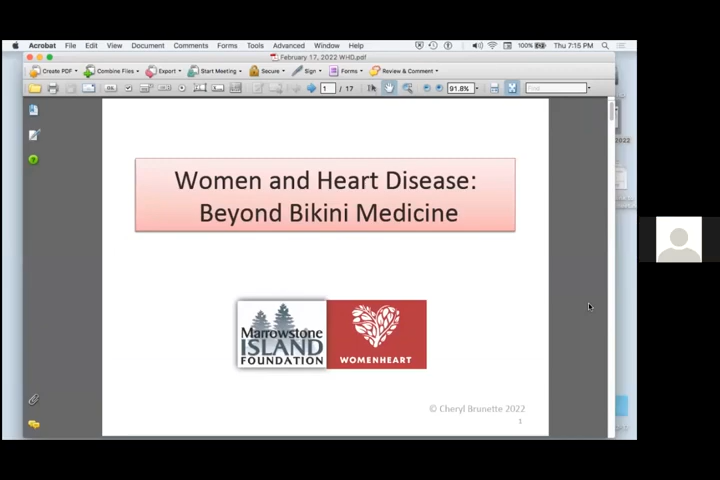 Acrobat File Edit View Document Comments Forms Tools Advanced Window Help 100% Thu 7:15 PM
February 17, 2022 WHD.pdf
Create PDF Combine Files Export Start Meeting Secure Sign Forms Review & Comment
1 / 17 91.8% Find
2022
Women and Heart Disease:
Beyond Bikini Medicine
Marrowstone
ISLAND
FOUNDATION
WOMENHEART
© Cheryl Brunette 2022
1